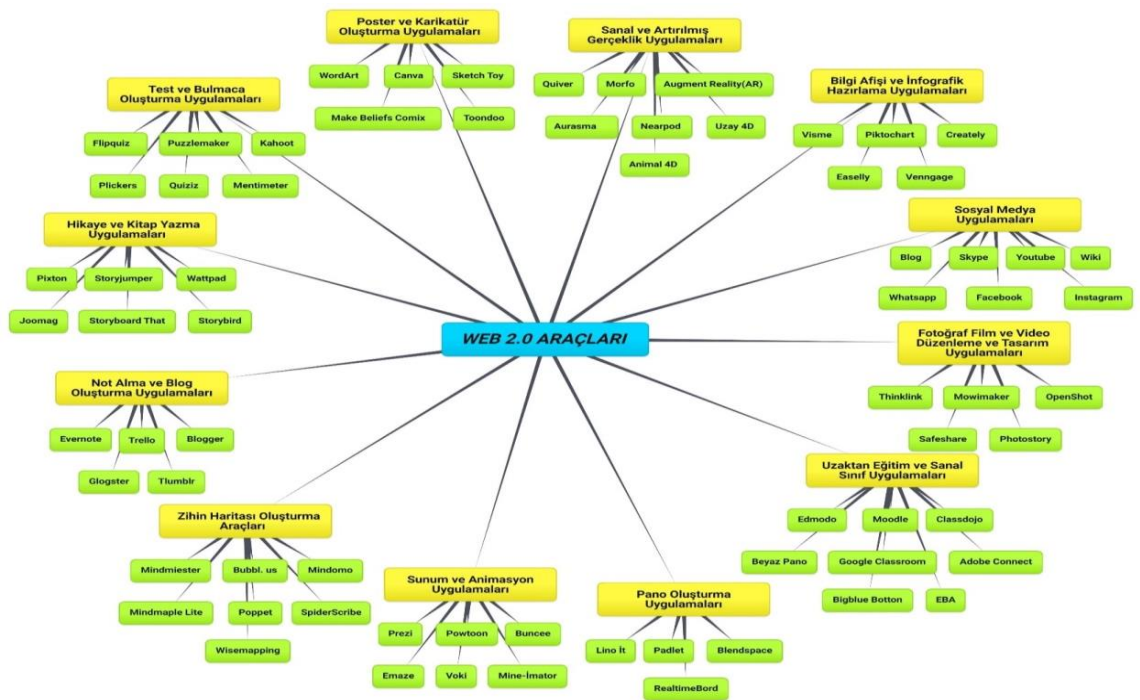 Poster ve Karikatür
Oluşturma Uygulamaları
WordArt
Canva
Sketch Toy
Make Beliefs Comix
Toondoo
Sanal ve Artırılmış
Gerçeklik Uygulamaları
Quiver
Morfo
Augment Reality(AR)
Aurasma
Nearpod
Uzay 4D
Animal 4D
Bilgi Afişi ve İnfografik
Hazırlama Uygulamaları
Visme
Piktochart
Creately
Easelly
Venngage
Test ve Bulmaca
Oluşturma Uygulamaları
Flipquiz
Puzzlemaker
Kahoot
Plickers
Quiziz
Mentimeter
Sosyal Medya
Uygulamaları
Blog
Skype
Youtube
Wiki
Whatsapp
Facebook
Instagram
Hikaye ve Kitap Yazma
Uygulamaları
Pixton
Storyjumper
Wattpad
Joomag
Storyboard That
Storybird
WEB 2.0 ARAÇLARI
Fotoğraf Film ve Video
Düzenleme ve Tasarım
Uygulamaları
Thinklink
Mowimaker
OpenShot
Safeshare
Photostory
Not Alma ve Blog
Oluşturma Uygulamaları
Evernote
Trello
Blogger
Glogster
Tlumblr
Uzaktan Eğitim ve Sanal
Sınıf Uygulamaları
Edmodo
Moodle
Classdojo
Beyaz Pano
Google Classroom
Adobe Connect
Bigblue Botton
EBA
Zihin Haritası Oluşturma
Araçları
Mindmiester
Bubbl. us
Mindomo
Mindmaple Lite
Poppet
SpiderScribe
Wisemapping
Sunum ve Animasyon
Uygulamaları
Prezi
Powtoon
Buncee
Emaze
Voki
Mine-İmator
Pano Oluşturma
Uygulamaları
Lino İt
Padlet
Blendspace
RealtimeBord